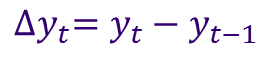 Δy_t = y_t − y_{t−1}